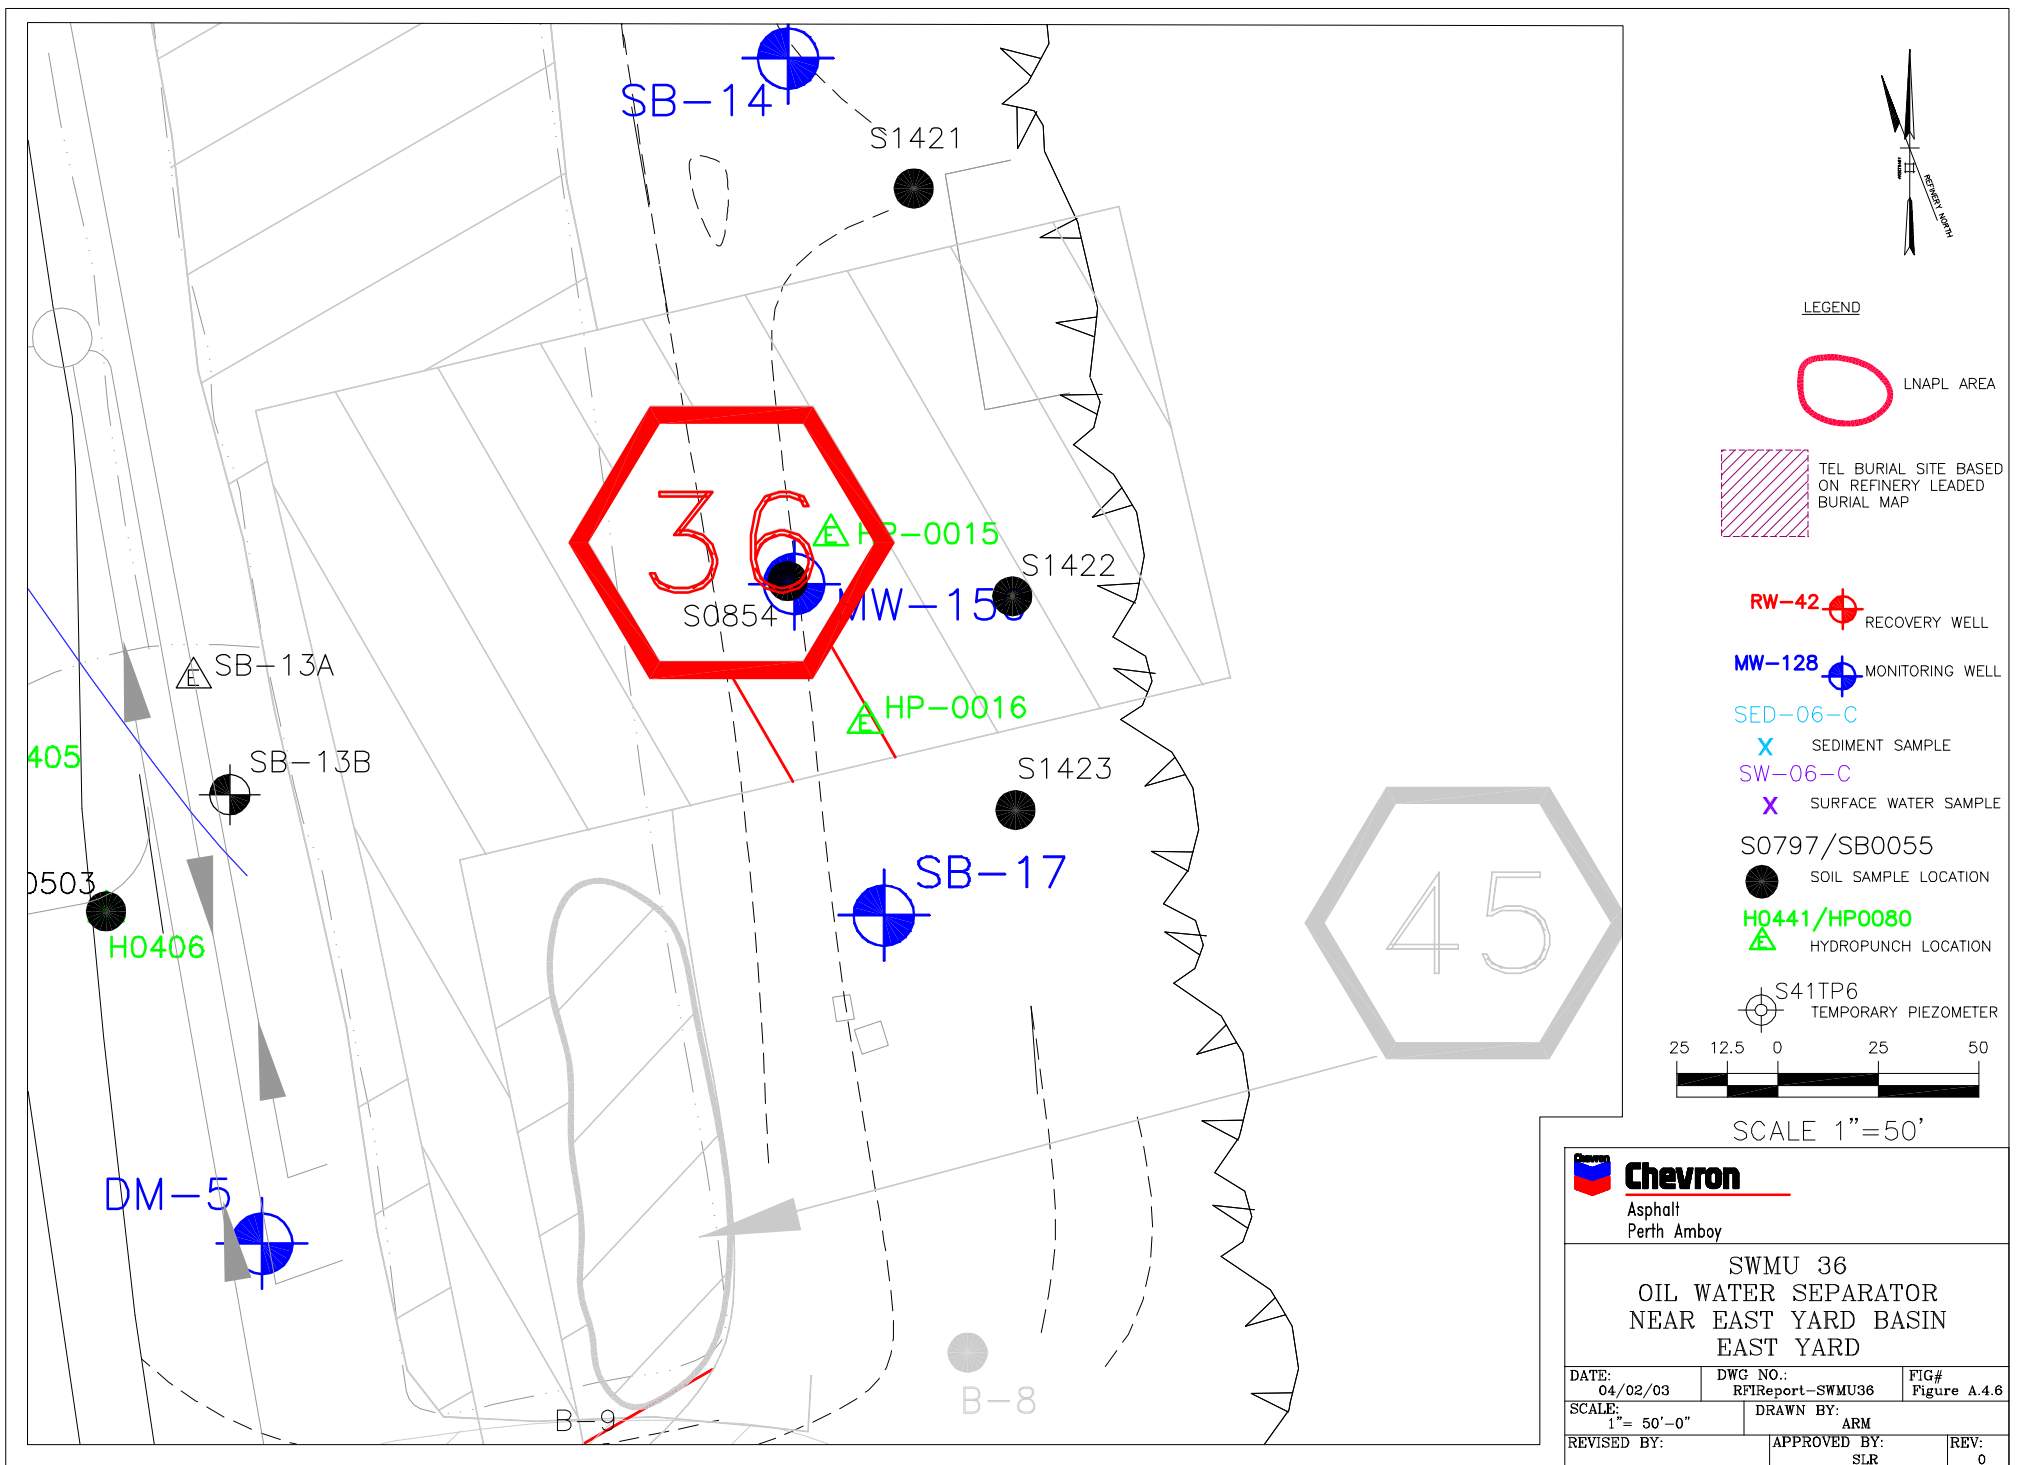 SB-14
S1421
36
HP-0015
S1422
S0854
SB-13A
HP-0016
405
SB-13B
S1423
0503
SB-17
45
H0406
DM-5
B-8
B-9
REFINERY NORTH
LEGEND
LNAPL AREA
TEL BURIAL SITE BASED
ON REFINERY LEADED
BURIAL MAP
RW-42
RECOVERY WELL
MW-128
MONITORING WELL
SED-06-C
X SEDIMENT SAMPLE
SW-06-C
X SURFACE WATER SAMPLE
S0797/SB0055
SOIL SAMPLE LOCATION
H0441/HP0080
E HYDROPUNCH LOCATION
S41TP6
TEMPORARY PIEZOMETER
25 12.5 0 25 50
SCALE 1"=50'
Chevron
Chevron
Asphalt
Perth Amboy
SWMU 36
OIL WATER SEPARATOR
NEAR EAST YARD BASIN
EAST YARD
DATE: 04/02/03
DWG NO.: RFIReport-SWMU36
FIG# Figure A.4.6
SCALE: 1"= 50'-0"
DRAWN BY: ARM
REVISED BY:
APPROVED BY: SLR
REV: 0